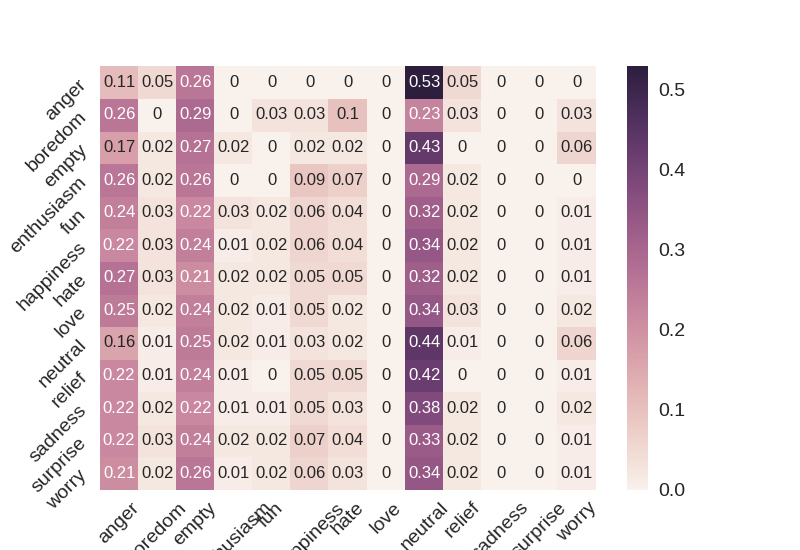 anger 0.11 0.05 0.26 0 0 0 0 0 0.53 0.05 0 0 0
boredom 0.26 0 0.29 0 0.03 0.03 0.1 0 0.23 0.03 0 0 0.03
empty 0.17 0.02 0.27 0.02 0 0.02 0.02 0 0.43 0 0 0 0.06
enthusiasm 0.26 0.02 0.26 0 0 0.09 0.07 0 0.29 0.02 0 0 0
fun 0.24 0.03 0.22 0.03 0.02 0.06 0.04 0 0.32 0.02 0 0 0.01
happiness 0.22 0.03 0.24 0.01 0.02 0.06 0.04 0 0.34 0.02 0 0 0.01
hate 0.27 0.03 0.21 0.02 0.02 0.05 0.05 0 0.32 0.02 0 0 0.01
love 0.25 0.02 0.24 0.02 0.01 0.05 0.02 0 0.34 0.03 0 0 0.02
neutral 0.16 0.01 0.25 0.02 0.01 0.03 0.02 0 0.44 0.01 0 0 0.06
relief 0.22 0.01 0.24 0.01 0 0.05 0.05 0 0.42 0 0 0 0.01
sadness 0.22 0.02 0.22 0.01 0.01 0.05 0.03 0 0.38 0.02 0 0 0.02
surprise 0.22 0.03 0.24 0.02 0.02 0.07 0.04 0 0.33 0.02 0 0 0.01
worry 0.21 0.02 0.26 0.01 0.02 0.06 0.03 0 0.34 0.02 0 0 0.01
anger oredom empty husiasm fun ppiness hate love neutral relief sadness surprise worry
0.5
0.4
0.3
0.2
0.1
0.0